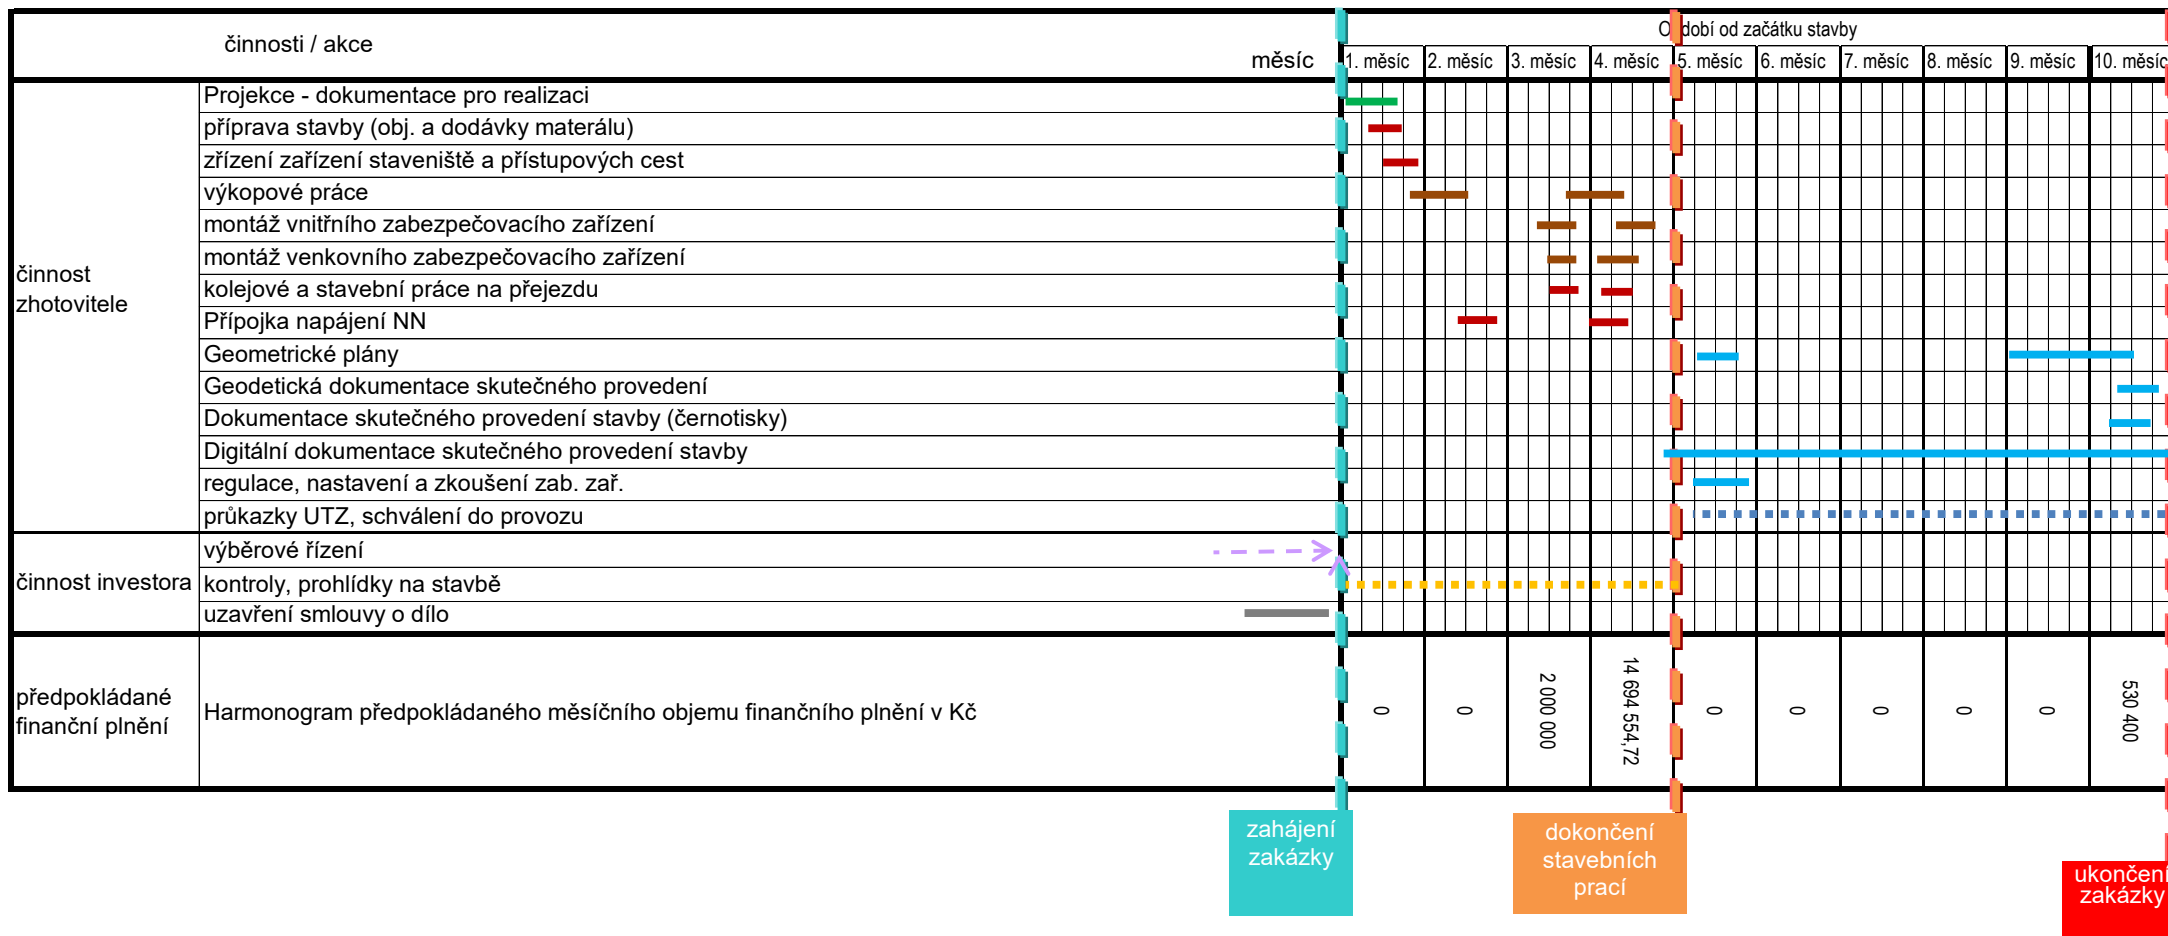 činnosti / akce
měsíc
Období od začátku stavby
1. měsíc 2. měsíc 3. měsíc 4. měsíc 5. měsíc 6. měsíc 7. měsíc 8. měsíc 9. měsíc 10. měsíc
činnost
zhotovitele
Projekce - dokumentace pro realizaci
příprava stavby (obj. a dodávky materálu)
zřízení zařízení staveniště a přístupových cest
výkopové práce
montáž vnitřního zabezpečovacího zařízení
montáž venkovního zabezpečovacího zařízení
kolejové a stavební práce na přejezdu
Přípojka napájení NN
Geometrické plány
Geodetická dokumentace skutečného provedení
Dokumentace skutečného provedení stavby (černotisky)
Digitální dokumentace skutečného provedení stavby
regulace, nastavení a zkoušení zab. zař.
průkazky UTZ, schválení do provozu
činnost investora
výběrové řízení
kontroly, prohlídky na stavbě
uzavření smlouvy o dílo
předpokládané
finanční plnění
Harmonogram předpokládaného měsíčního objemu finančního plnění v Kč
0 0 2 000 000 14 694 554,72 0 0 0 0 0 530 400
zahájení
zakázky
dokončení
stavebních
prací
ukončení
zakázky